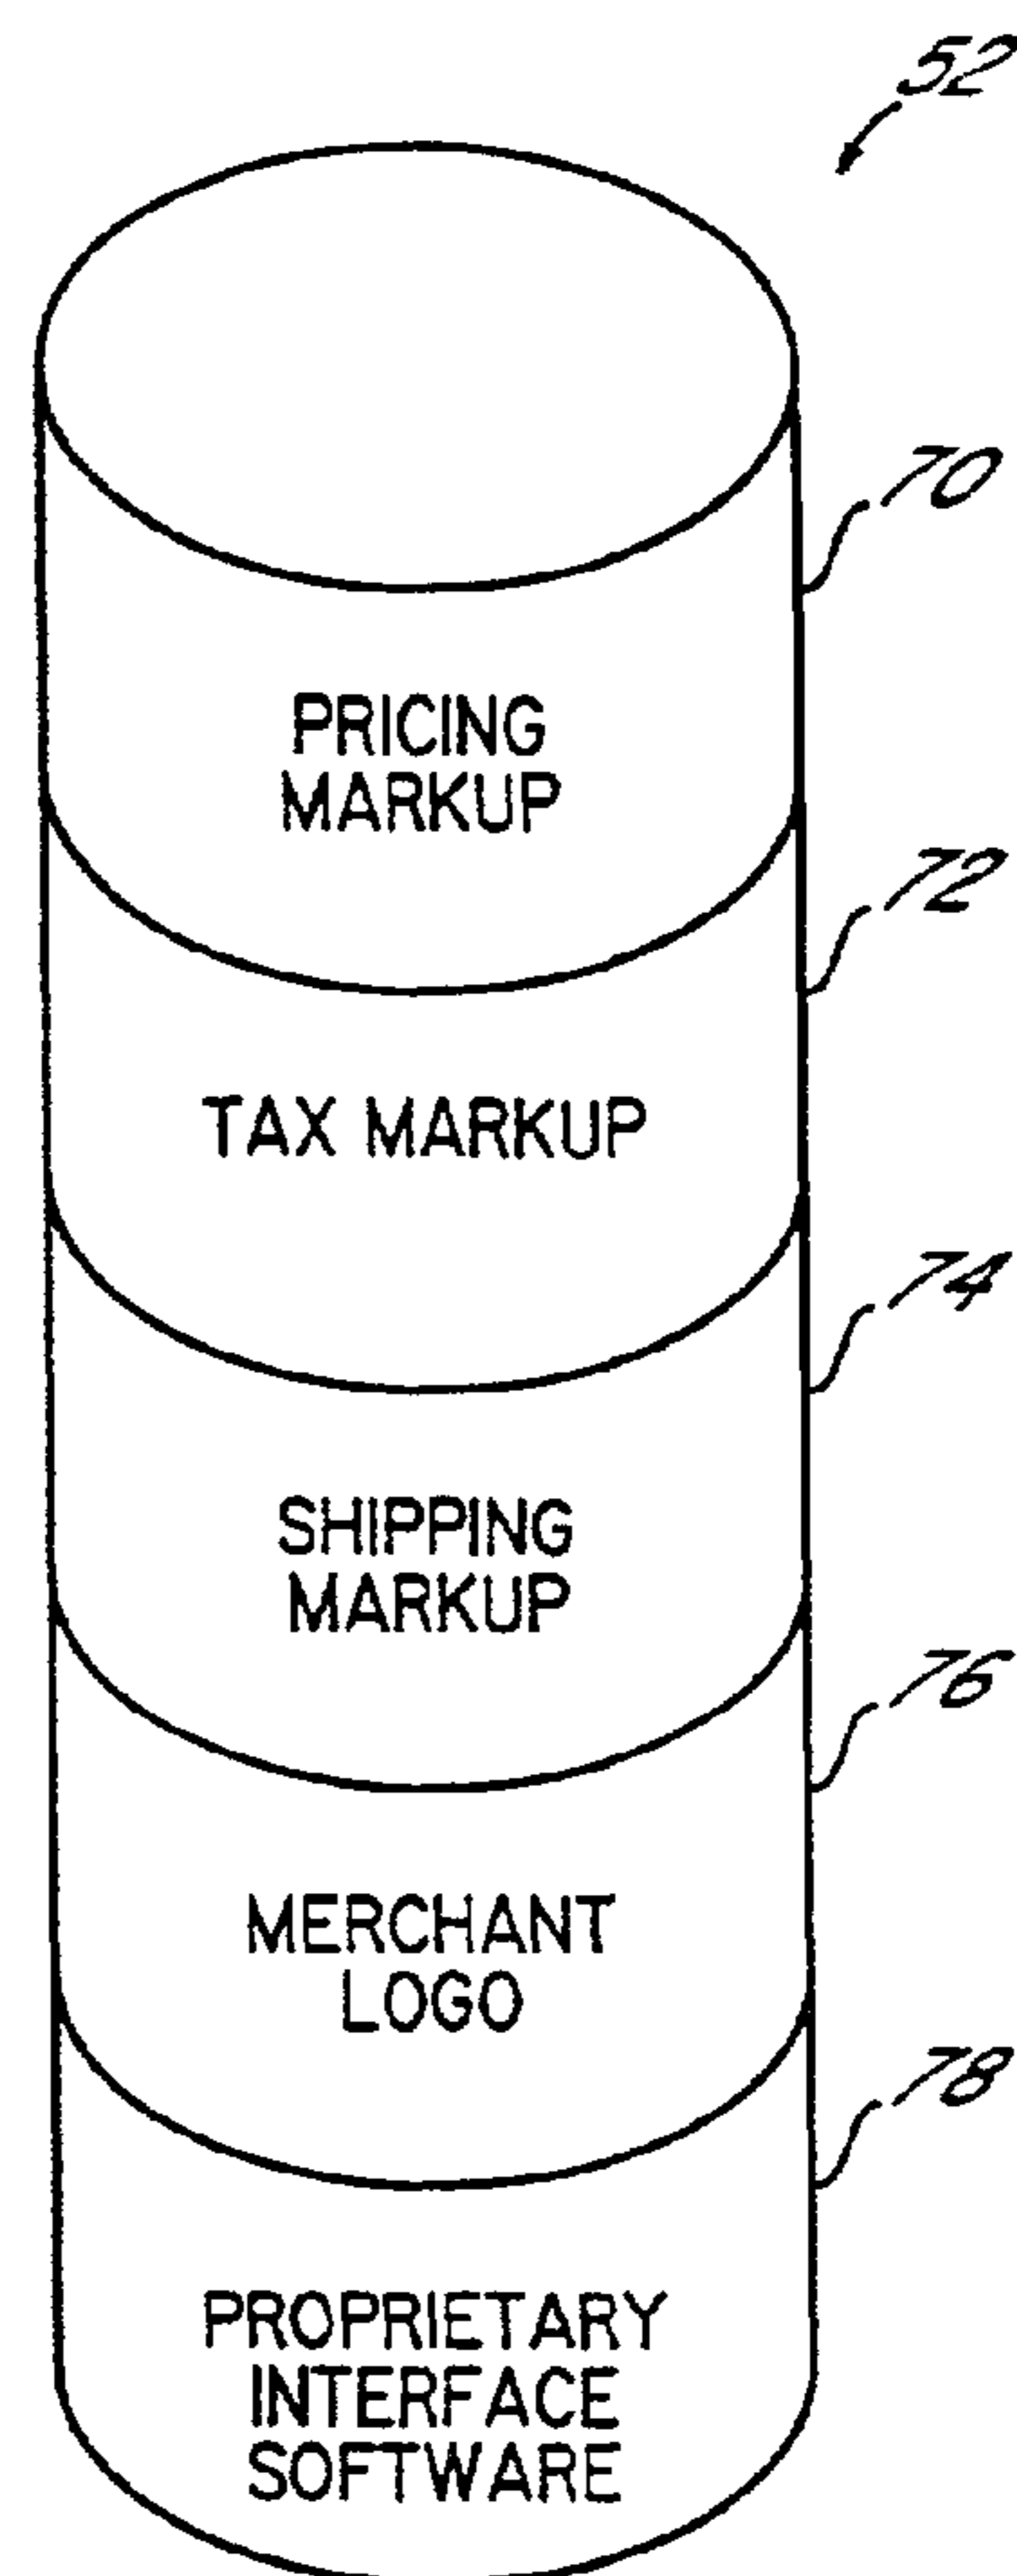 52
70
PRICING
MARKUP
72
TAX MARKUP
74
SHIPPING
MARKUP
76
MERCHANT
LOGO
78
PROPRIETARY
INTERFACE
SOFTWARE